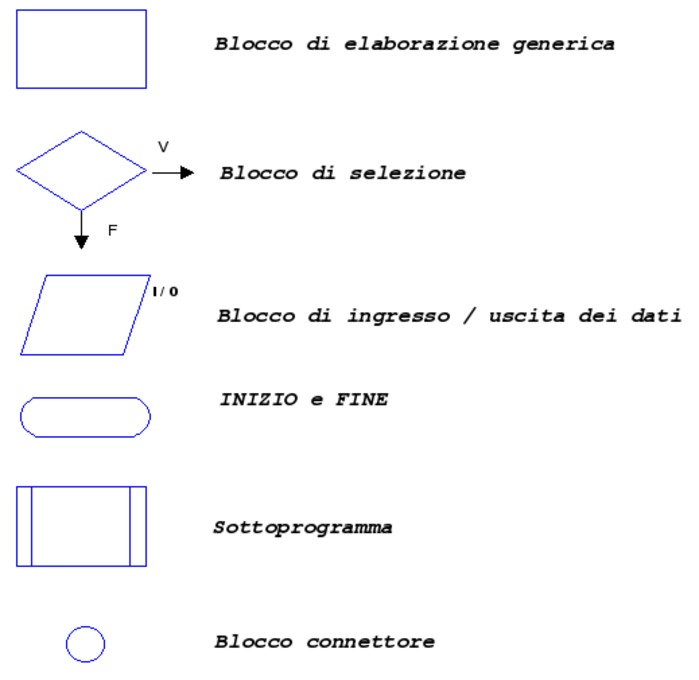 Blocco di elaborazione generica
V
Blocco di selezione
F
I/O
Blocco di ingresso / uscita dei dati
INIZIO e FINE
Sottoprogramma
Blocco connettore